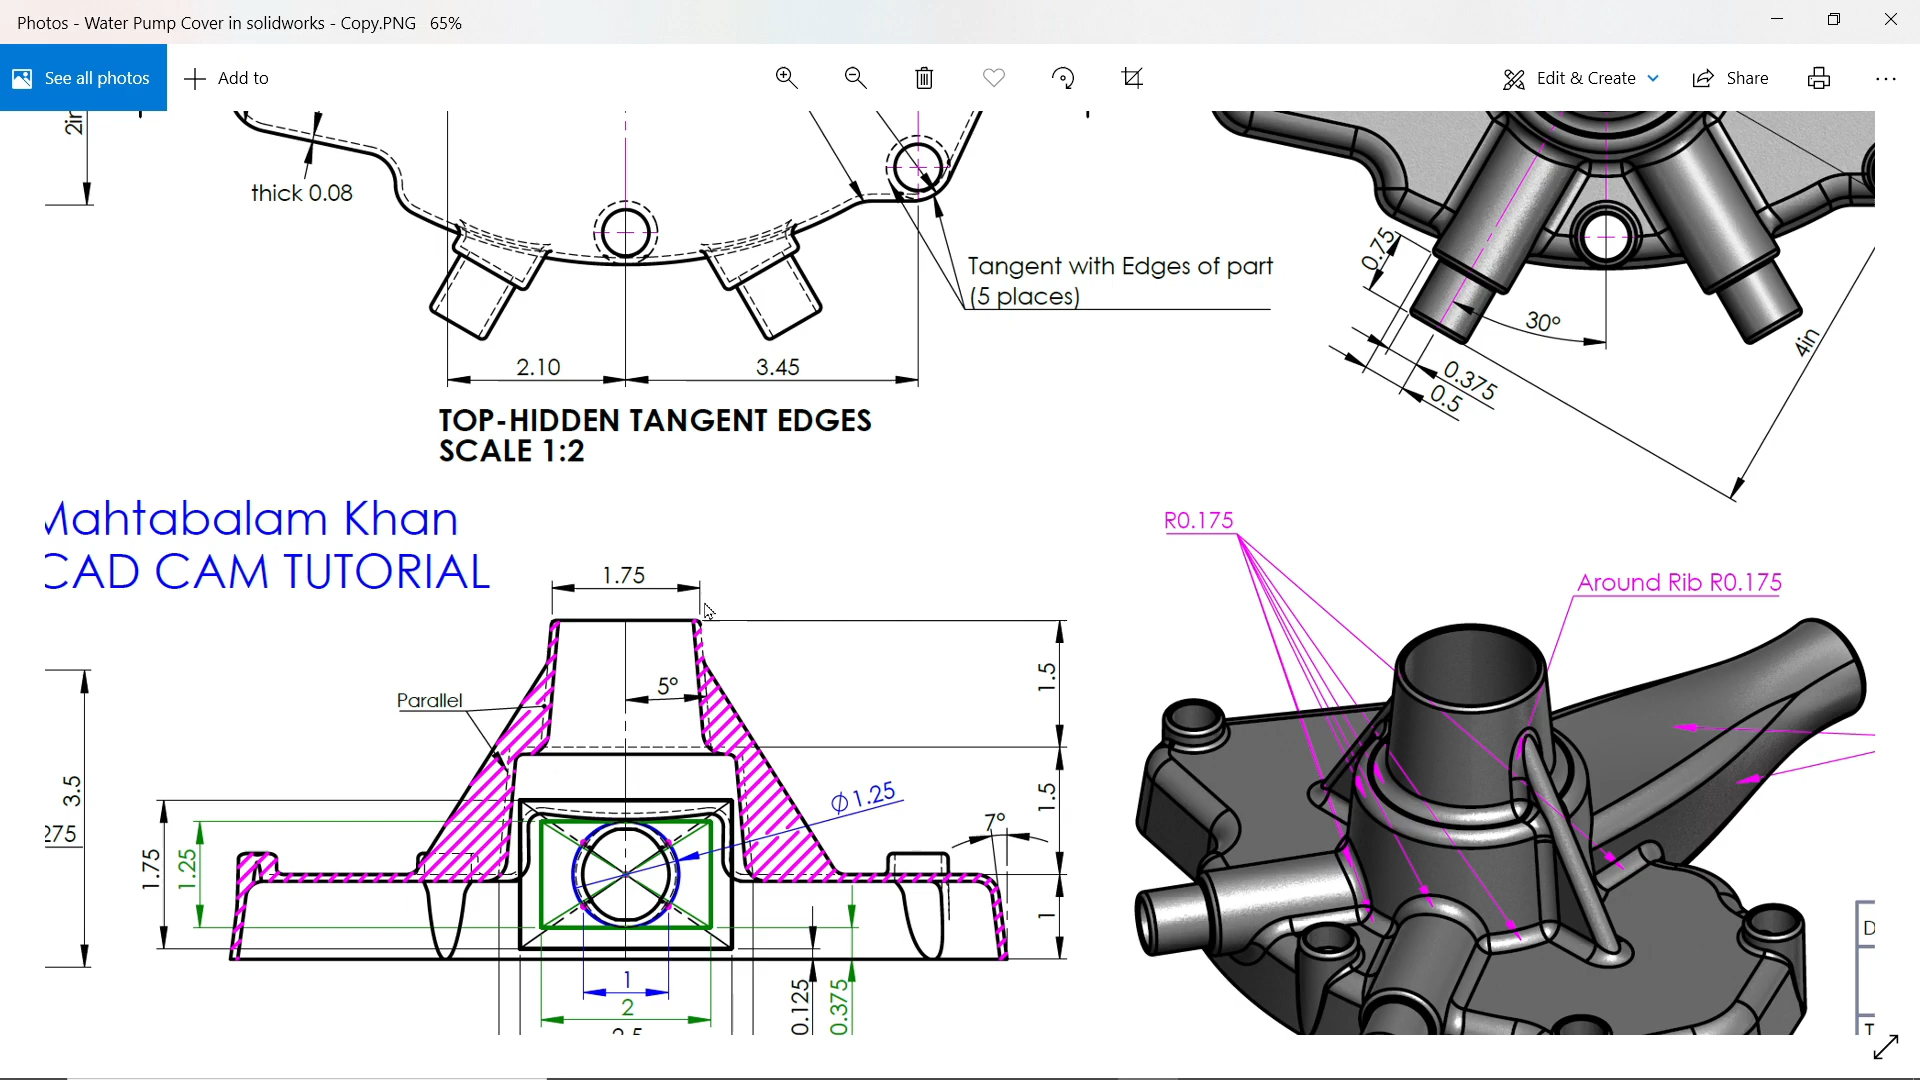 Photos - Water Pump Cover in solidworks - Copy.PNG 65%
See all photos
Add to
Edit & Create
Share
thick 0.08
Tangent with Edges of part
(5 places)
2.10
3.45
TOP-HIDDEN TANGENT EDGES
SCALE 1:2
0.75
30°
4in
0.375
0.5
Mahtabalam Khan
CAD CAM TUTORIAL
R0.175
Around Rib R0.175
1.75
Parallel
5°
1.5
1.5
1
Ø1.25
7°
3.5
275
1.75
1.25
1
2
0.125
0.375
D
T